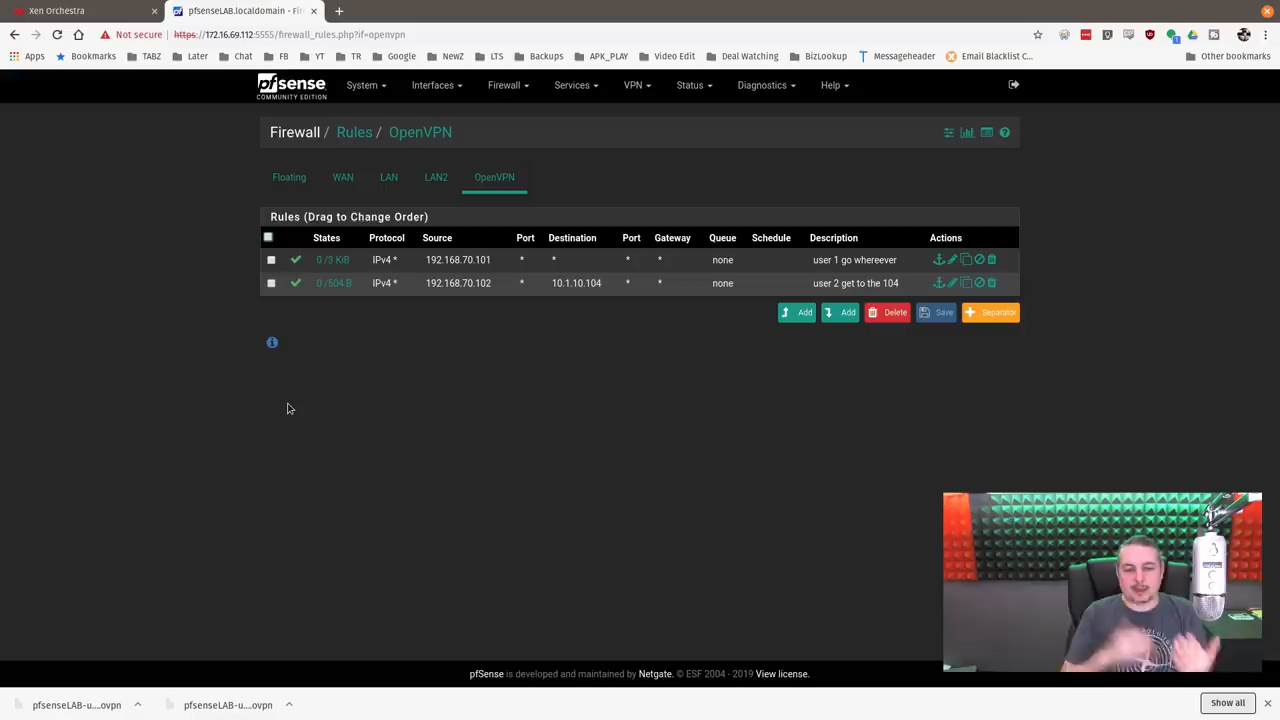 Xen Orchestra
pfsenseLAB.localdomain - Fire
Not secure https://172.16.69.112:5555/firewall_rules.php?if=openvpn
Apps Bookmarks TABZ Later Chat FB YT TR Google NewZ LTS Backups APK_PLAY Video Edit Deal Watching BizLookup Messageheader Email Blacklist C... Other bookmarks
pfsense
COMMUNITY EDITION
System Interfaces Firewall Services VPN Status Diagnostics Help
Firewall / Rules / OpenVPN
Floating WAN LAN LAN2 OpenVPN
Rules (Drag to Change Order)
States Protocol Source Port Destination Port Gateway Queue Schedule Description Actions
0 /3 KiB IPv4 * 192.168.70.101 * * * * none user 1 go whereever
0 /504 B IPv4 * 192.168.70.102 * 10.1.10.104 * * none user 2 get to the 104
Add Add Delete Save Separator
pfSense is developed and maintained by Netgate. © ESF 2004 - 2019 View license.
pfsenseLAB-u....ovpn pfsenseLAB-u....ovpn Show all